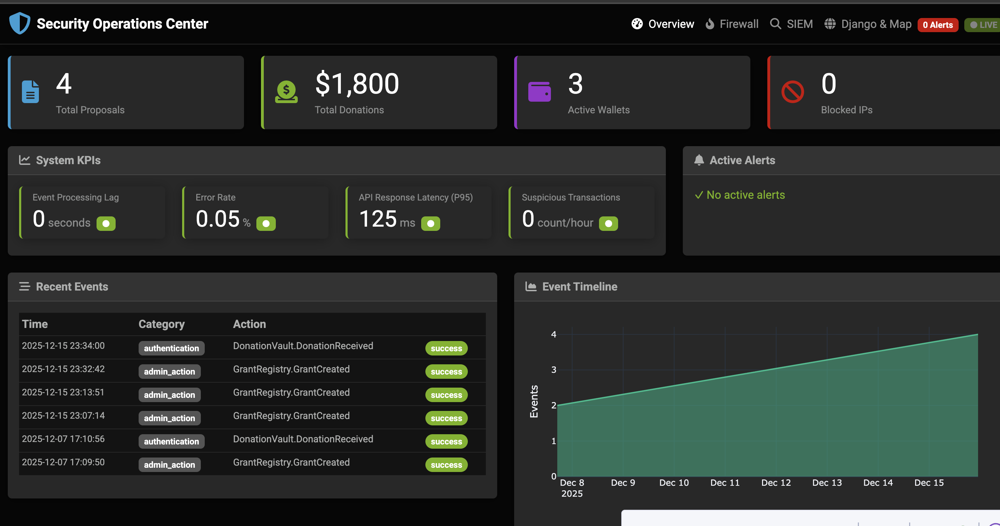 Security Operations Center
Overview Firewall SIEM Django & Map 0 Alerts LIVE
4
Total Proposals
$1,800
Total Donations
3
Active Wallets
0
Blocked IPs
System KPIs
Event Processing Lag
0 seconds
Error Rate
0.05 %
API Response Latency (P95)
125 ms
Suspicious Transactions
0 count/hour
Active Alerts
✓ No active alerts
Recent Events
Time Category Action
2025-12-15 23:34:00 authentication DonationVault.DonationReceived success
2025-12-15 23:32:42 admin_action GrantRegistry.GrantCreated success
2025-12-15 23:13:51 admin_action GrantRegistry.GrantCreated success
2025-12-15 23:07:14 admin_action GrantRegistry.GrantCreated success
2025-12-07 17:10:56 authentication DonationVault.DonationReceived success
2025-12-07 17:09:50 admin_action GrantRegistry.GrantCreated success
Event Timeline
Events
4
3
2
1
0
Dec 8 Dec 9 Dec 10 Dec 11 Dec 12 Dec 13 Dec 14 Dec 15
2025